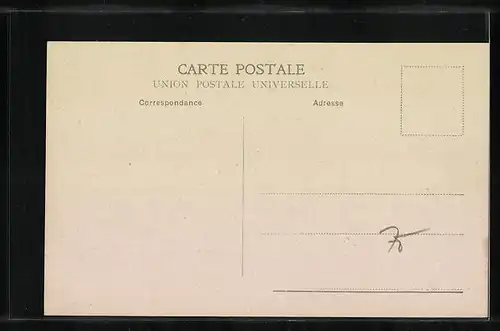 CARTE POSTALE
UNION POSTALE UNIVERSELLE
Correspondance Adresse